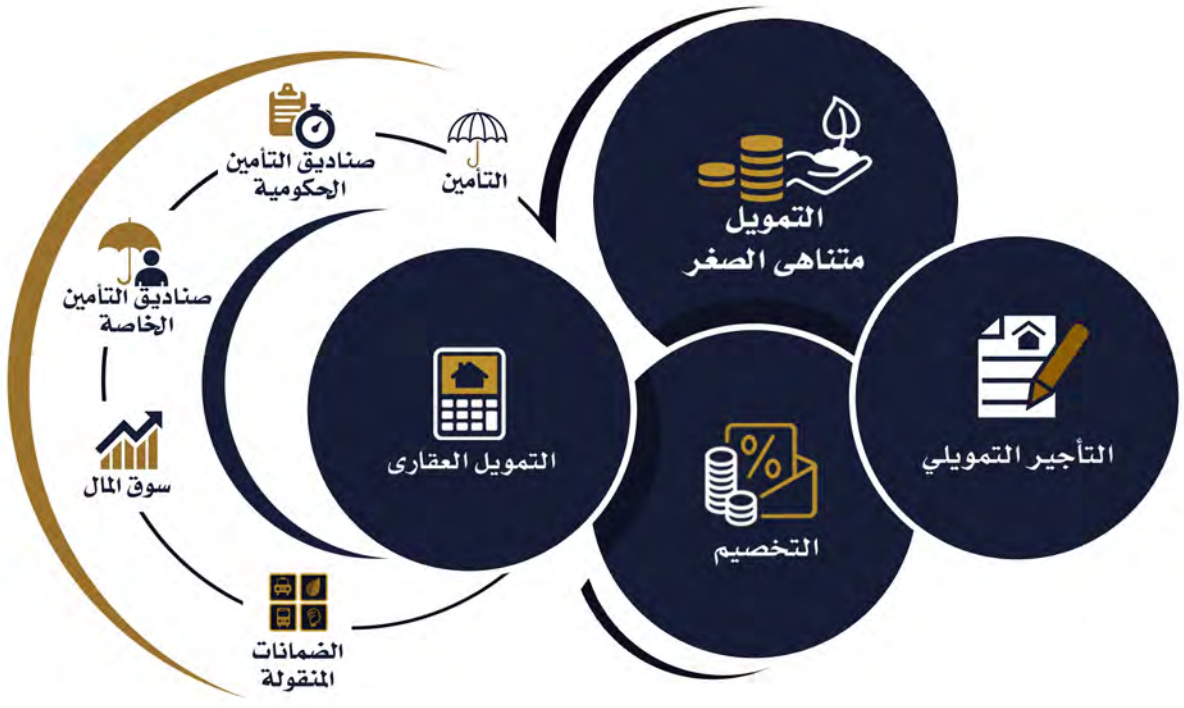 التمويل
متناهى الصغر
التأجير التمويلي
التخصيم
التمويل العقارى
التأمين
صناديق التأمين
الحكومية
صناديق التأمين
الخاصة
سوق المال
الضمانات
المنقولة
%